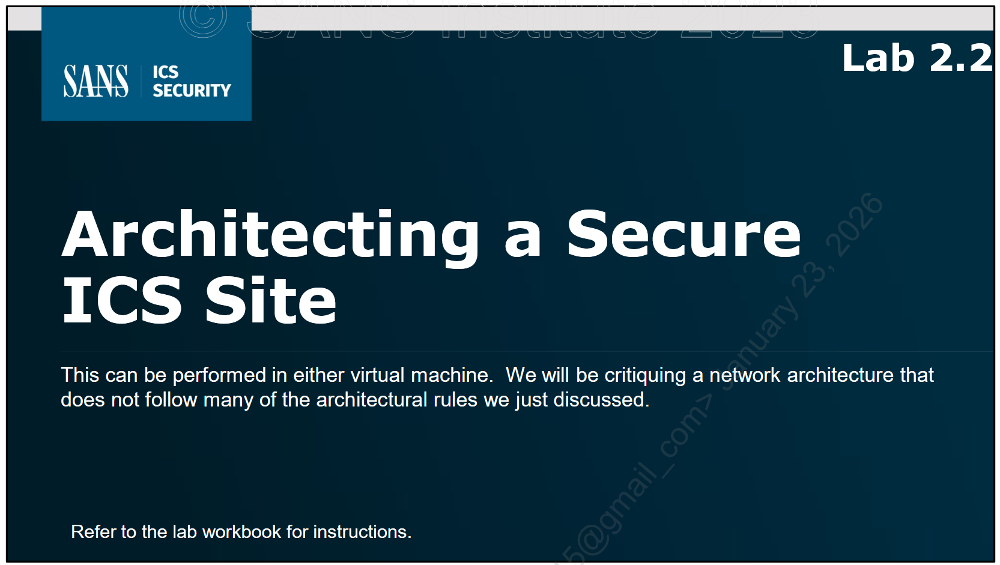 © SANS Institute 2023
Lab 2.2
SANS
ICS
SECURITY
Architecting a Secure
ICS Site
This can be performed in either virtual machine.  We will be critiquing a network architecture that
does not follow many of the architectural rules we just discussed.
Refer to the lab workbook for instructions.
5@gmail_com> January 23, 2026